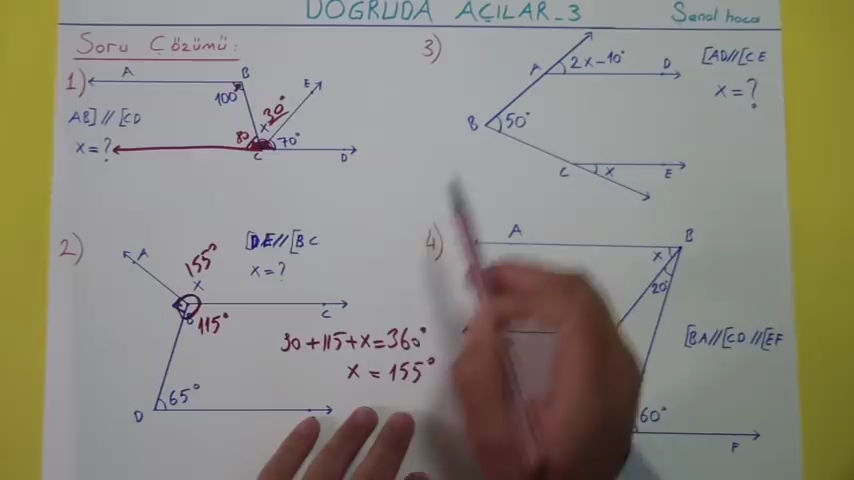 DOĞRUDA AÇILAR_3
Şenol hoca
Soru Çözümü:
1)
A
B
E
100°
30°
AB] // [CD
X
80
70°
x = ?
C
D
2)
A
155°
[DE // [BC
x = ?
X
C
115°
30+115+x=360°
x = 155°
65°
D
3)
A
2x-10°
D
[AD // [CE
x = ?
B
50°
C
x
E
4)
A
B
x
20°
[BA // [CD // [EF
60°
F